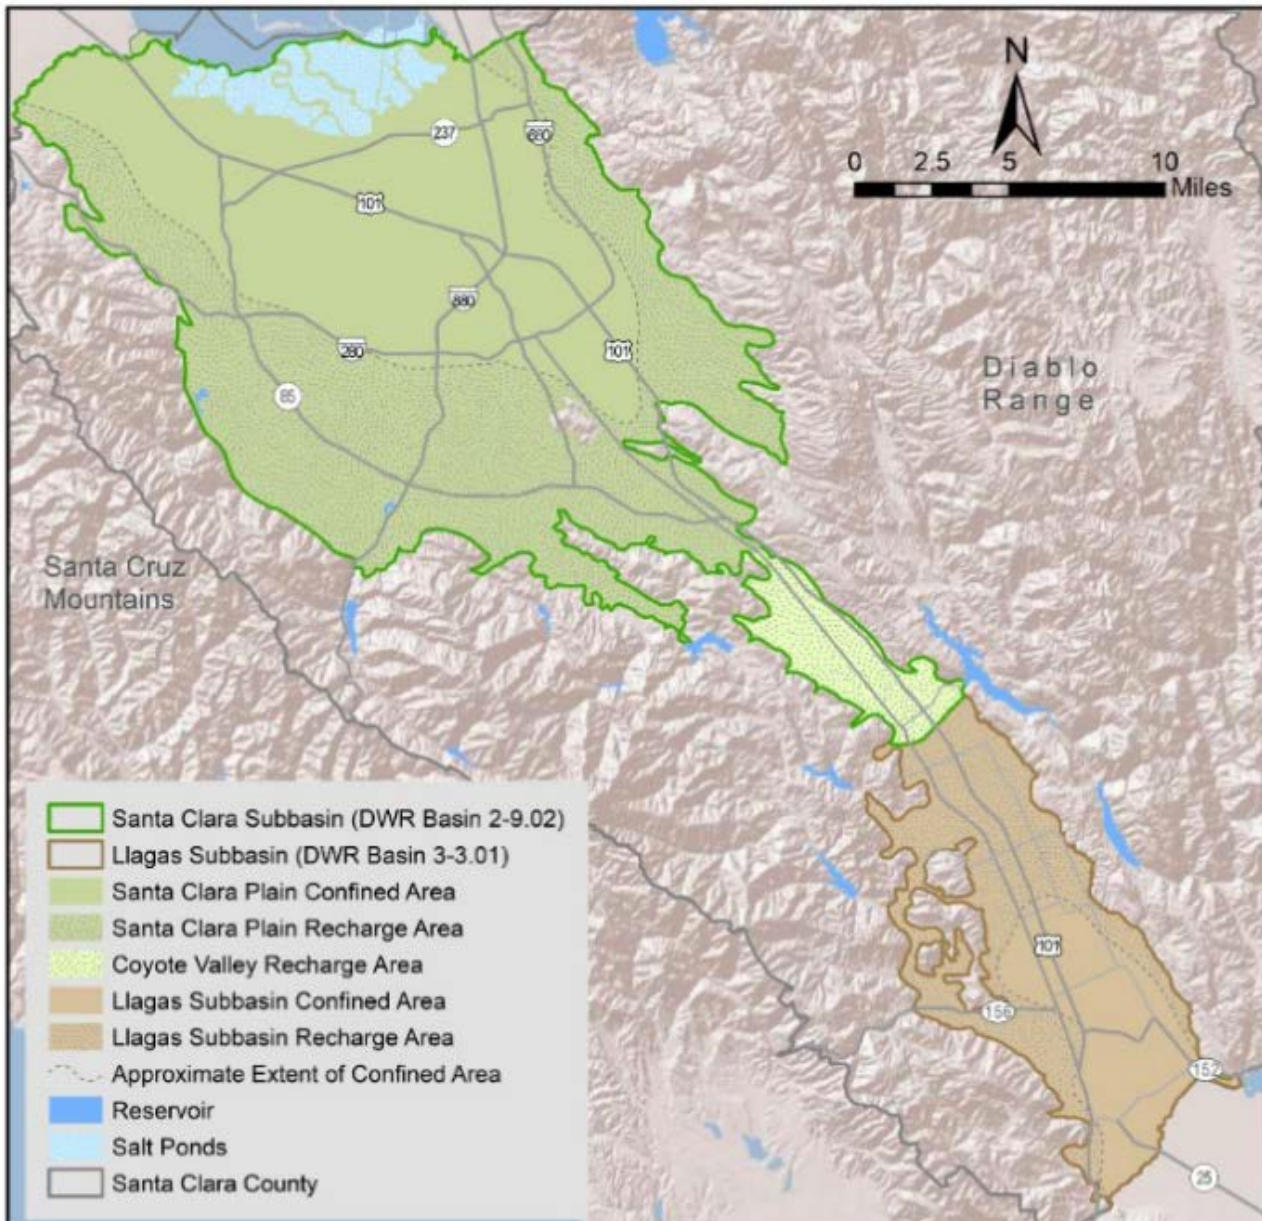 N
0 2.5 5 10
Miles
237
680
101
880
280
101
85
Diablo
Range
Santa Cruz
Mountains
101
156
152
25
Santa Clara Subbasin (DWR Basin 2-9.02)
Llagas Subbasin (DWR Basin 3-3.01)
Santa Clara Plain Confined Area
Santa Clara Plain Recharge Area
Coyote Valley Recharge Area
Llagas Subbasin Confined Area
Llagas Subbasin Recharge Area
Approximate Extent of Confined Area
Reservoir
Salt Ponds
Santa Clara County